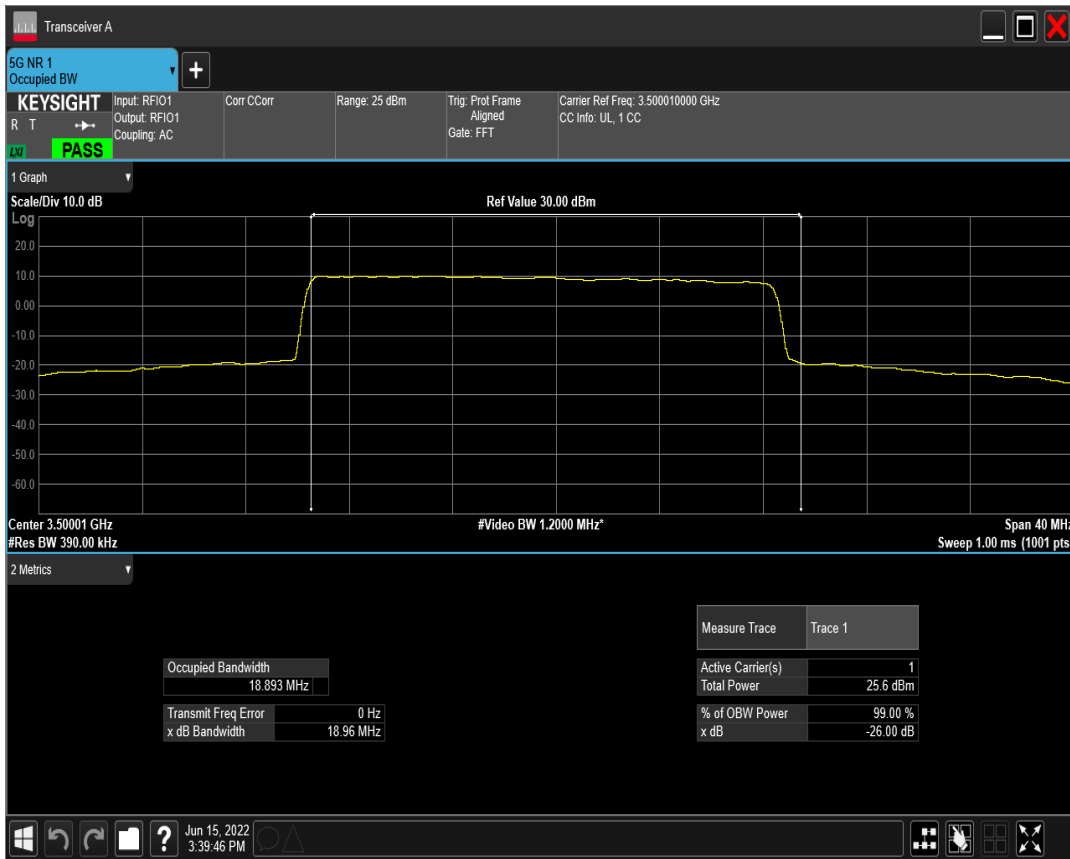 Transceiver A
5G NR 1
Occupied BW
KEYSIGHT
R T
LXI
PASS
Input: RFIO1
Output: RFIO1
Coupling: AC
Corr CCorr
Range: 25 dBm
Trig: Prot Frame
Aligned
Gate: FFT
Carrier Ref Freq: 3.500010000 GHz
CC Info: UL, 1 CC
1 Graph
Scale/Div 10.0 dB
Ref Value 30.00 dBm
Log
20.0
10.0
0.00
-10.0
-20.0
-30.0
-40.0
-50.0
-60.0
Center 3.50001 GHz
#Video BW 1.2000 MHz*
Span 40 MHz
#Res BW 390.00 kHz
Sweep 1.00 ms (1001 pts
2 Metrics
Measure Trace Trace 1
Occupied Bandwidth
18.893 MHz
Active Carrier(s) 1
Total Power 25.6 dBm
Transmit Freq Error 0 Hz
x dB Bandwidth 18.96 MHz
% of OBW Power 99.00 %
x dB -26.00 dB
?
Jun 15, 2022
3:39:46 PM